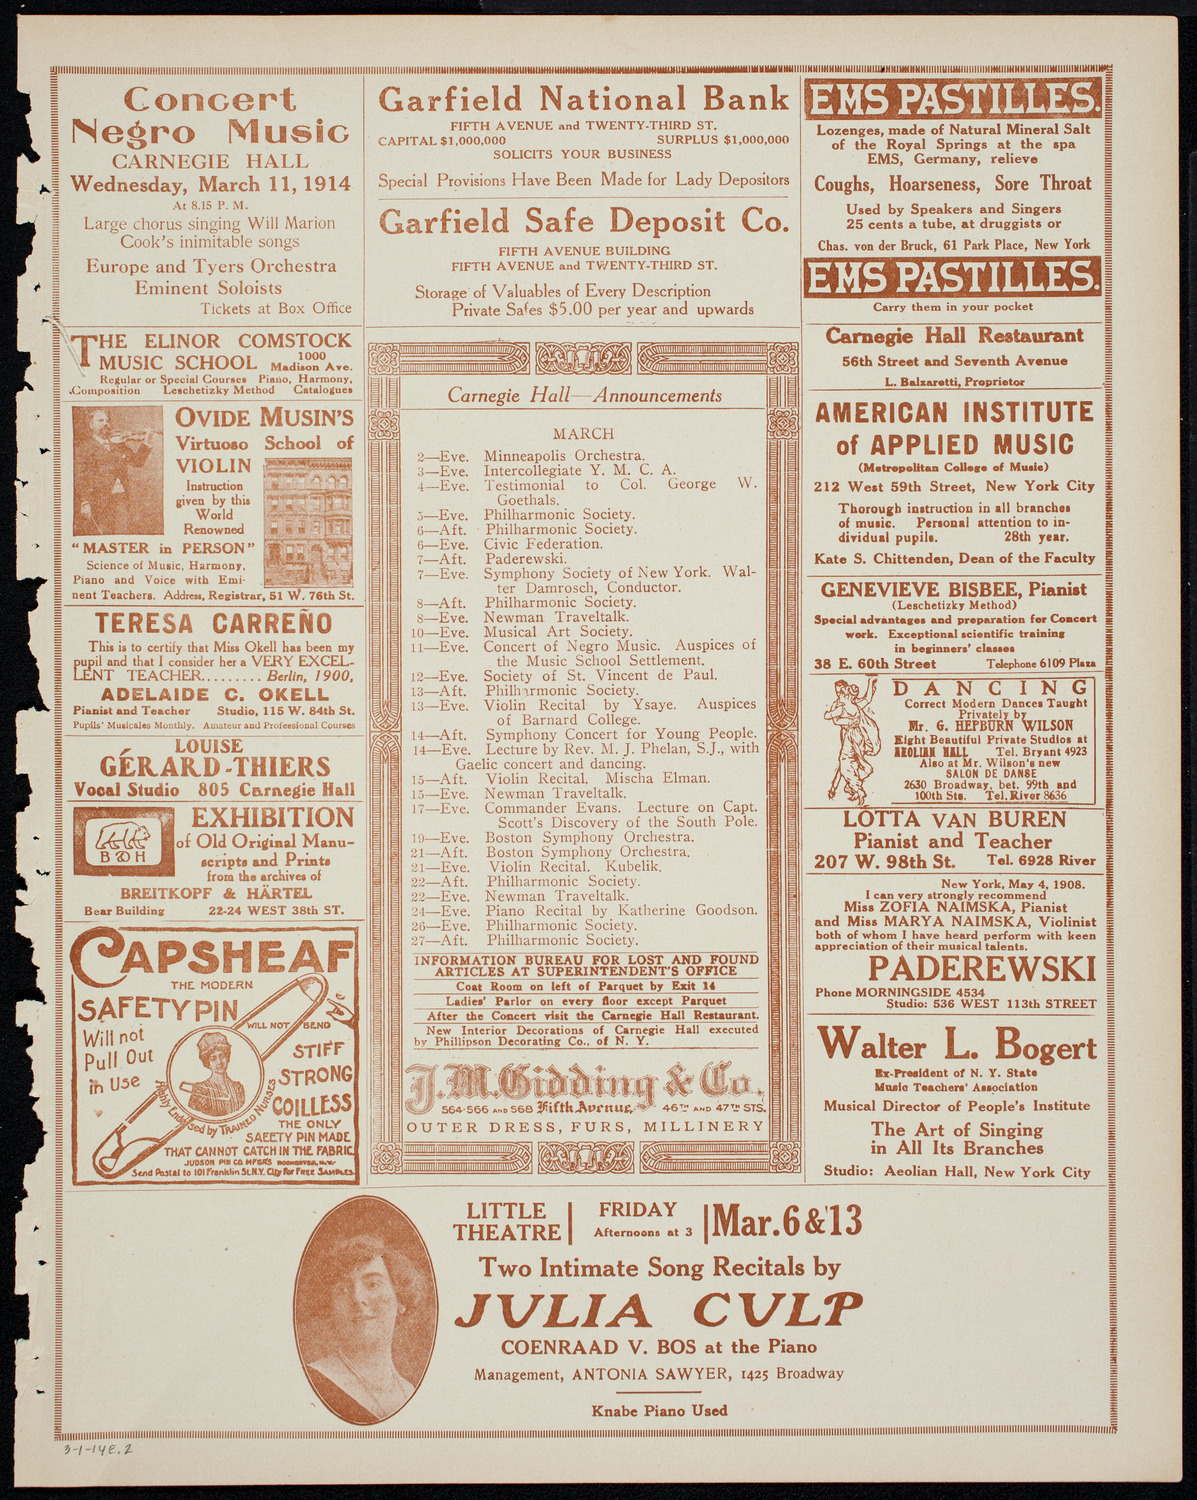 Concert
Negro Music
CARNEGIE HALL
Wednesday, March 11, 1914
At 8.15 P. M.
Large chorus singing Will Marion
Cook's inimitable songs
Europe and Tyers Orchestra
Eminent Soloists
Tickets at Box Office
THE ELINOR COMSTOCK
MUSIC SCHOOL 1000 Madison Ave.
Regular or Special Courses Piano, Harmony,
Composition Leschetizky Method Catalogues
OVIDE MUSIN'S
Virtuoso School of
VIOLIN
Instruction
given by this
World
Renowned
"MASTER in PERSON"
Science of Music, Harmony,
Piano and Voice with Emi-
nent Teachers. Address, Registrar, 51 W. 76th St.
TERESA CARREÑO
This is to certify that Miss Okell has been my
pupil and that I consider her a VERY EXCEL-
LENT TEACHER......... Berlin, 1900,
ADELAIDE C. OKELL
Pianist and Teacher Studio, 115 W. 84th St.
Pupils' Musicales Monthly. Amateur and Professional Courses
LOUISE
GÉRARD-THIERS
Vocal Studio 805 Carnegie Hall
B & H
EXHIBITION
of Old Original Manu-
scripts and Prints
from the archives of
BREITKOPF & HÄRTEL
Bear Building 22-24 WEST 38th ST.
CAPSHEAF
THE MODERN
SAFETY PIN
WILL NOT BEND
Will not
Pull Out
in Use
STIFF
STRONG
COILLESS
Highly Endorsed by TRAINED NURSES
THE ONLY
SAFETY PIN MADE
THAT CANNOT CATCH IN THE FABRIC
JUDSON PIN CO. MFGR'S ROCHESTER, N.Y.
Send Postal to 101 Franklin St. N.Y. City for FREE SAMPLES.
Garfield National Bank
FIFTH AVENUE and TWENTY-THIRD ST.
CAPITAL $1,000,000 SURPLUS $1,000,000
SOLICITS YOUR BUSINESS
Special Provisions Have Been Made for Lady Depositors
Garfield Safe Deposit Co.
FIFTH AVENUE BUILDING
FIFTH AVENUE and TWENTY-THIRD ST.
Storage of Valuables of Every Description
Private Safes $5.00 per year and upwards
Carnegie Hall—Announcements
MARCH
2—Eve. Minneapolis Orchestra.
3—Eve. Intercollegiate Y. M. C. A.
4—Eve. Testimonial to Col. George W.
Goethals.
5—Eve. Philharmonic Society.
6—Aft. Philharmonic Society.
6—Eve. Civic Federation.
7—Aft. Paderewski.
7—Eve. Symphony Society of New York. Wal-
ter Damrosch, Conductor.
8—Aft. Philharmonic Society.
8—Eve. Newman Traveltalk.
10—Eve. Musical Art Society.
11—Eve. Concert of Negro Music. Auspices of
the Music School Settlement.
12—Eve. Society of St. Vincent de Paul.
13—Aft. Philharmonic Society.
13—Eve. Violin Recital by Ysaye. Auspices
of Barnard College.
14—Aft. Symphony Concert for Young People.
14—Eve. Lecture by Rev. M. J. Phelan, S.J., with
Gaelic concert and dancing.
15—Aft. Violin Recital. Mischa Elman.
15—Eve. Newman Traveltalk.
17—Eve. Commander Evans. Lecture on Capt.
Scott's Discovery of the South Pole.
19—Eve. Boston Symphony Orchestra.
21—Aft. Boston Symphony Orchestra.
21—Eve. Violin Recital. Kubelik.
22—Aft. Philharmonic Society.
22—Eve. Newman Traveltalk.
24—Eve. Piano Recital by Katherine Goodson.
26—Eve. Philharmonic Society.
27—Aft. Philharmonic Society.
INFORMATION BUREAU FOR LOST AND FOUND
ARTICLES AT SUPERINTENDENT'S OFFICE
Coat Room on left of Parquet by Exit 14
Ladies' Parlor on every floor except Parquet
After the Concert visit the Carnegie Hall Restaurant.
New Interior Decorations of Carnegie Hall executed
by Phillipson Decorating Co., of N. Y.
J.M. Gidding & Co.
564-566 AND 568 Fifth Avenue, 46TH AND 47TH STS.
OUTER DRESS, FURS, MILLINERY
EMS PASTILLES.
Lozenges, made of Natural Mineral Salt
of the Royal Springs at the spa
EMS, Germany, relieve
Coughs, Hoarseness, Sore Throat
Used by Speakers and Singers
25 cents a tube, at druggists or
Chas. von der Bruck, 61 Park Place, New York
EMS PASTILLES.
Carry them in your pocket
Carnegie Hall Restaurant
56th Street and Seventh Avenue
L. Balzaretti, Proprietor
AMERICAN INSTITUTE
of APPLIED MUSIC
(Metropolitan College of Music)
212 West 59th Street, New York City
Thorough instruction in all branches
of music. Personal attention to in-
dividual pupils. 28th year.
Kate S. Chittenden, Dean of the Faculty
GENEVIEVE BISBEE, Pianist
(Leschetizky Method)
Special advantages and preparation for Concert
work. Exceptional scientific training
in beginners' classes
38 E. 60th Street Telephone 6109 Plaza
DANCING
Correct Modern Dances Taught
Privately by
Mr. G. HEPBURN WILSON
Eight Beautiful Private Studios at
AEOLIAN HALL Tel. Bryant 4923
Also at Mr. Wilson's new
SALON DE DANSE
2630 Broadway, bet. 99th and
100th Sts. Tel. River 8636
LOTTA VAN BUREN
Pianist and Teacher
207 W. 98th St. Tel. 6928 River
New York, May 4, 1908.
I can very strongly recommend
Miss ZOFIA NAIMSKA, Pianist
and Miss MARYA NAIMSKA, Violinist
both of whom I have heard perform with keen
appreciation of their musical talents.
PADEREWSKI
Phone MORNINGSIDE 4534
Studio: 536 WEST 113th STREET
Walter L. Bogert
Ex-President of N. Y. State
Music Teachers' Association
Musical Director of People's Institute
The Art of Singing
in All Its Branches
Studio: Aeolian Hall, New York City
LITTLE THEATRE | FRIDAY Afternoons at 3 | Mar. 6 & 13
Two Intimate Song Recitals by
JULIA CULP
COENRAAD V. BOS at the Piano
Management, ANTONIA SAWYER, 1425 Broadway
Knabe Piano Used
3-1-14E.2